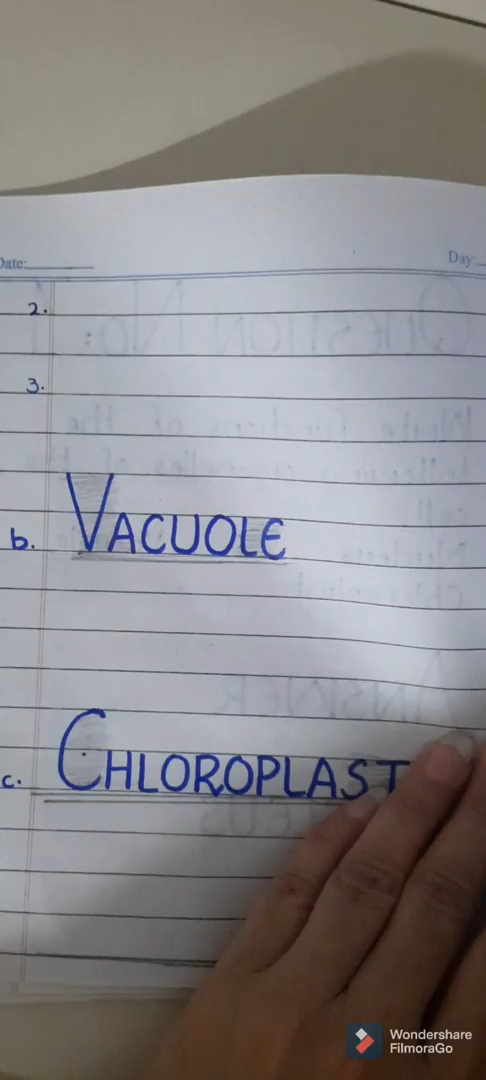 Date:
Day:
2.
3.
b. VACUOLE
c. CHLOROPLAST
Wondershare
FilmoraGo